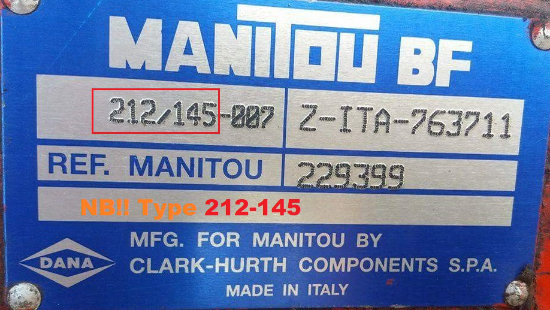 MANITOU BF
212/145-007 Z-ITA-763711
REF. MANITOU 229399
NB!! Type 212-145
MFG. FOR MANITOU BY
DANA CLARK-HURTH COMPONENTS S.P.A.
MADE IN ITALY